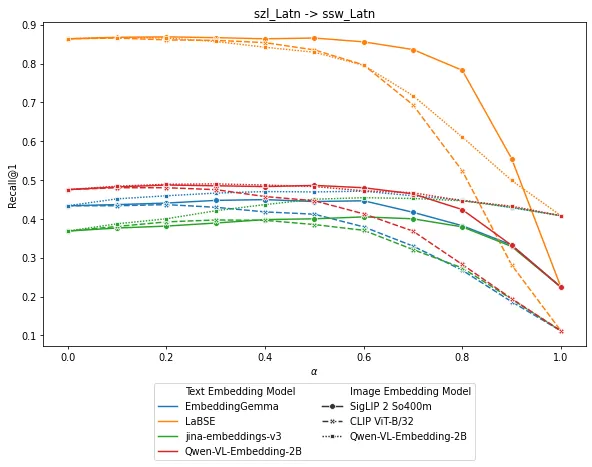 szl_Latn -> ssw_Latn
Recall@1
0.9
0.8
0.7
0.6
0.5
0.4
0.3
0.2
0.1
0.0 0.2 0.4 0.6 0.8 1.0
α
Text Embedding Model Image Embedding Model
EmbeddingGemma SigLIP 2 So400m
LaBSE CLIP ViT-B/32
jina-embeddings-v3 Qwen-VL-Embedding-2B
Qwen-VL-Embedding-2B